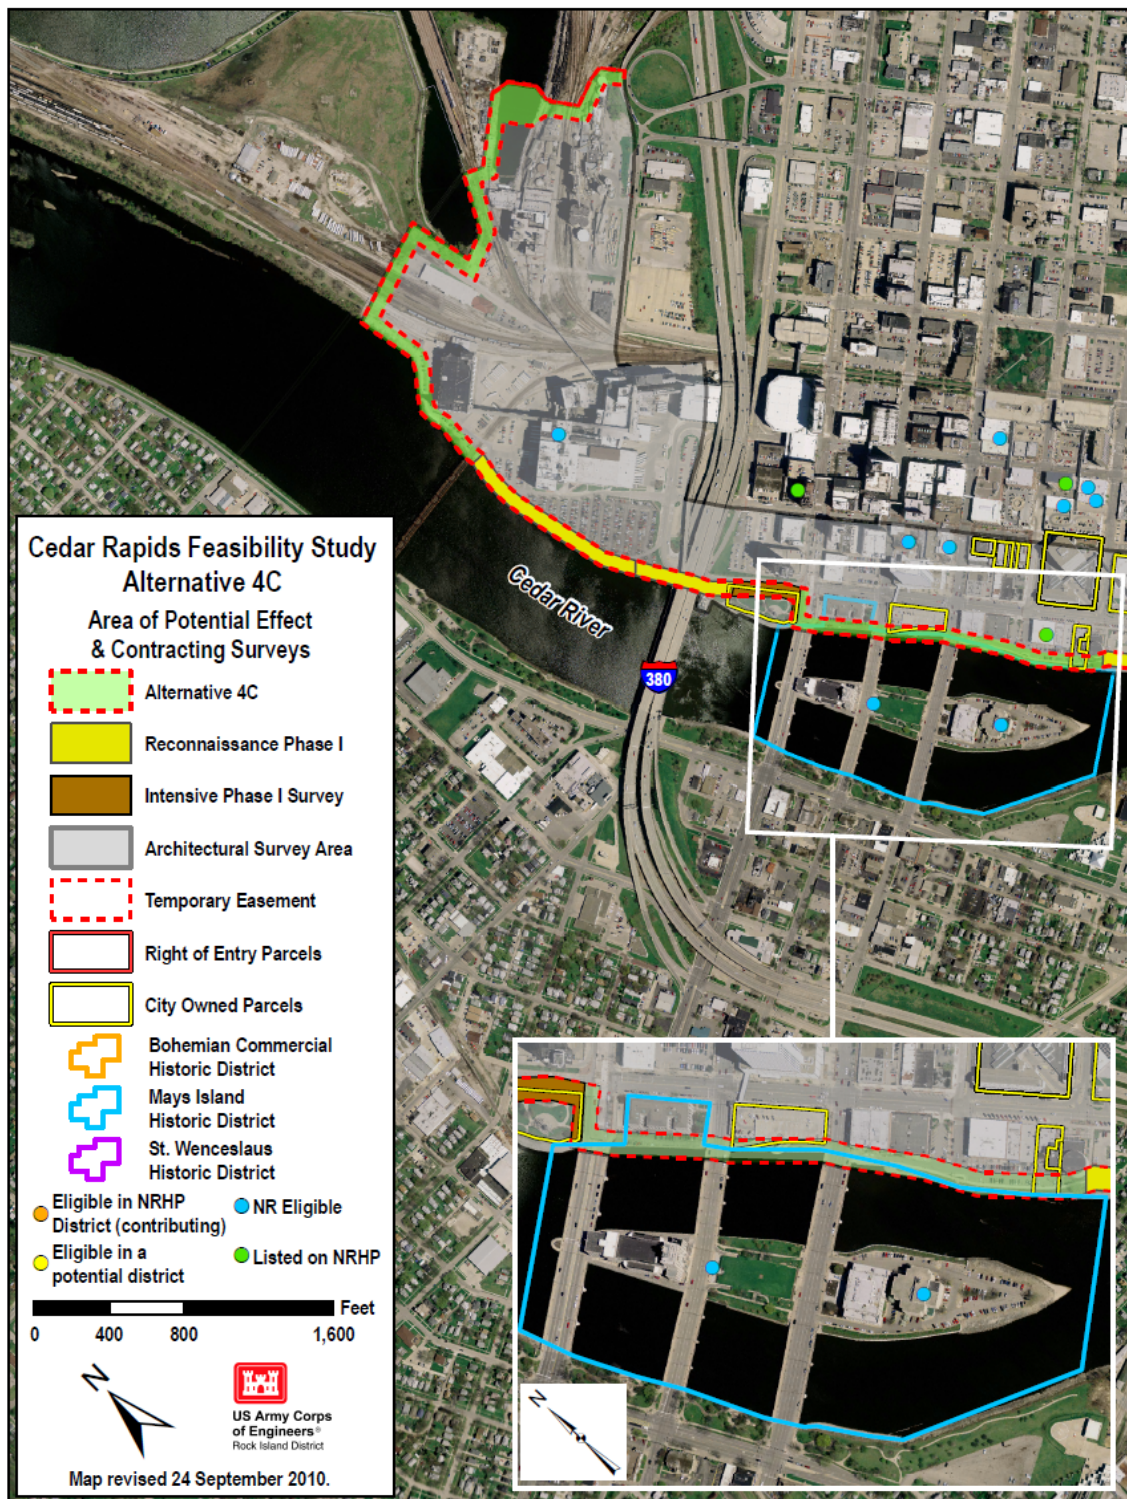 Cedar River
380
Cedar Rapids Feasibility Study
Alternative 4C
Area of Potential Effect
& Contracting Surveys
Alternative 4C
Reconnaissance Phase I
Intensive Phase I Survey
Architectural Survey Area
Temporary Easement
Right of Entry Parcels
City Owned Parcels
Bohemian Commercial
Historic District
Mays Island
Historic District
St. Wenceslaus
Historic District
Eligible in NRHP
District (contributing)
NR Eligible
Eligible in a
potential district
Listed on NRHP
Feet
0 400 800 1,600
N
US Army Corps
of Engineers®
Rock Island District
Map revised 24 September 2010.
N